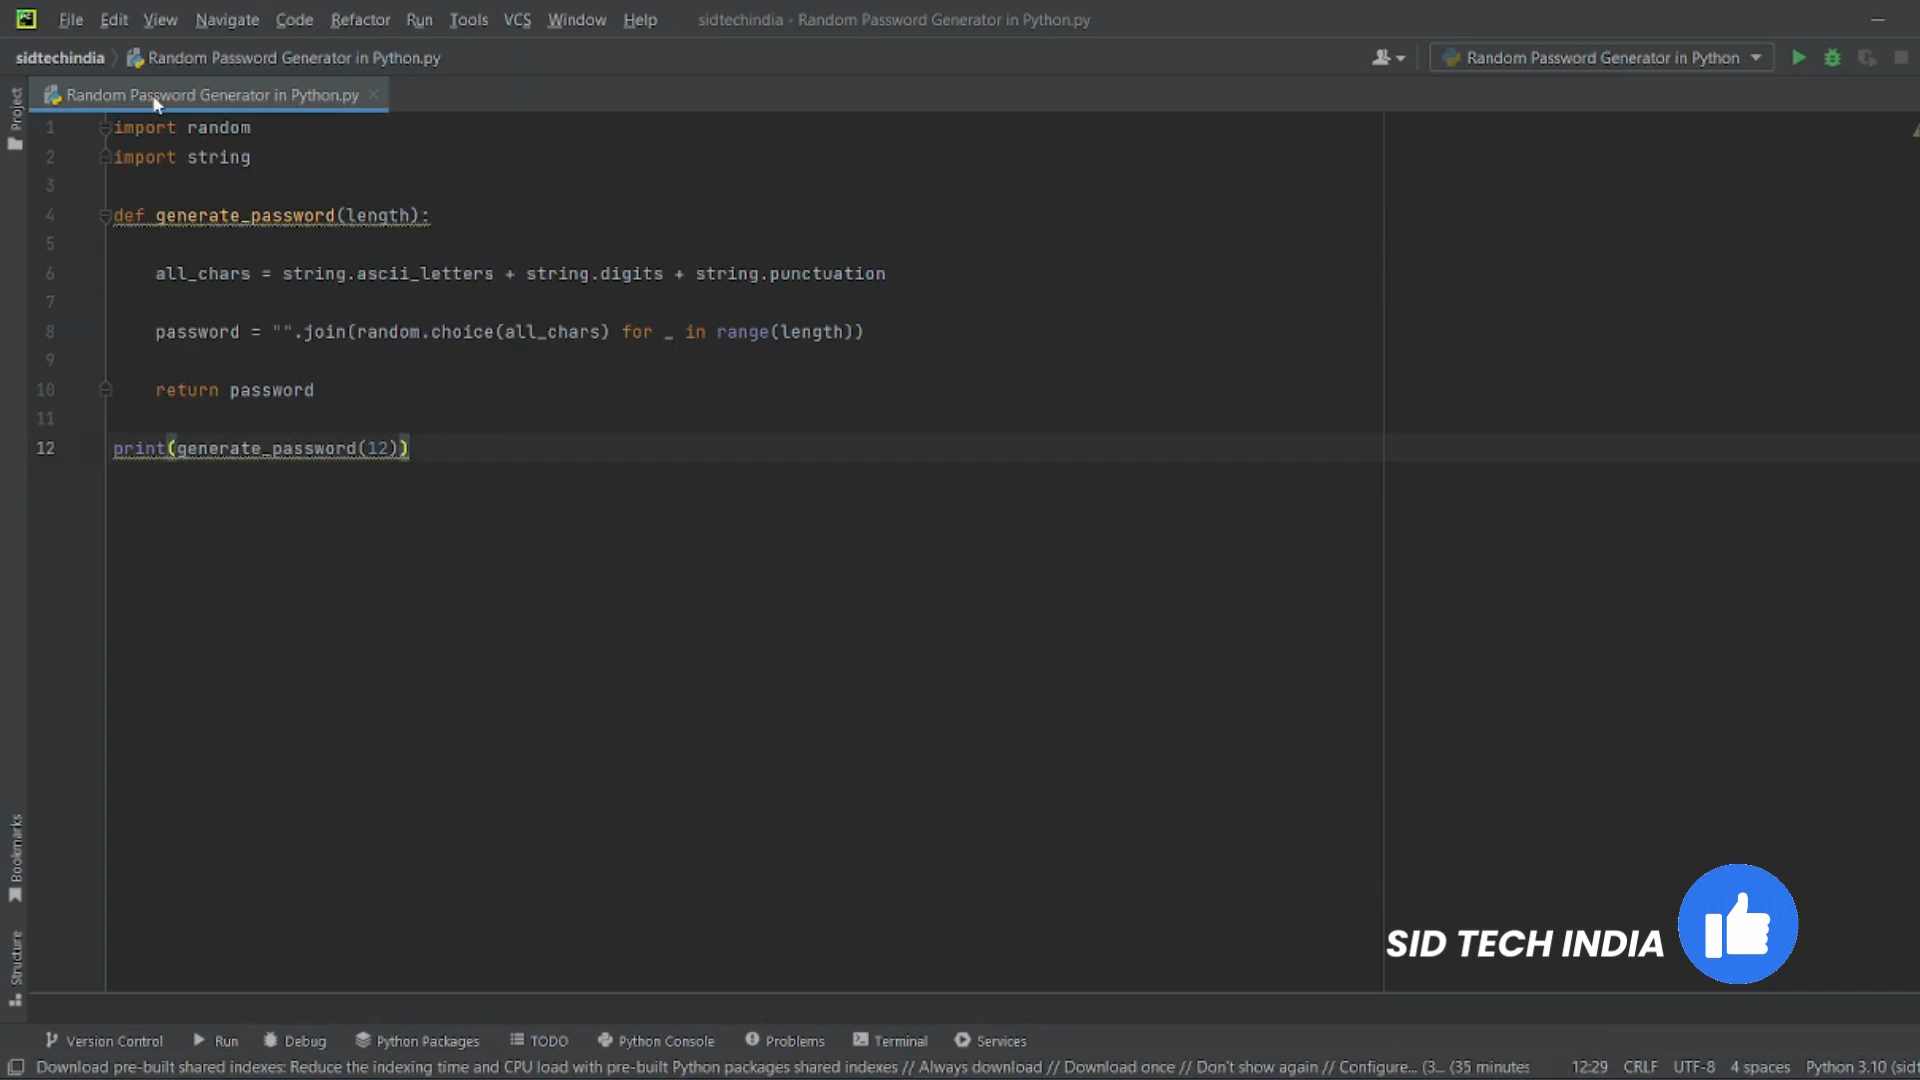 File Edit View Navigate Code Refactor Run Tools VCS Window Help sidtechindia - Random Password Generator in Python.py
sidtechindia Random Password Generator in Python.py Random Password Generator in Python
Random Password Generator in Python.py
Project
1 import random
2 import string
3
4 def generate_password(length):
5
6 all_chars = string.ascii_letters + string.digits + string.punctuation
7
8 password = "".join(random.choice(all_chars) for _ in range(length))
9
10 return password
11
12 print(generate_password(12))
Bookmarks
Structure
SID TECH INDIA
Version Control Run Debug Python Packages TODO Python Console Problems Terminal Services
Download pre-built shared indexes: Reduce the indexing time and CPU load with pre-built Python packages shared indexes // Always download // Download once // Don't show again // Configure... (3... (35 minutes 12:29 CRLF UTF-8 4 spaces Python 3.10 (sidt